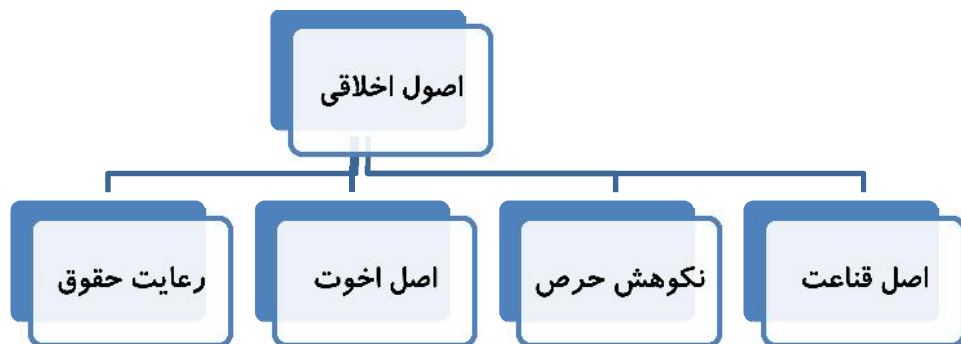 اصول اخلاقی
اصل قناعت
نکوهش حرص
اصل اخوت
رعایت حقوق